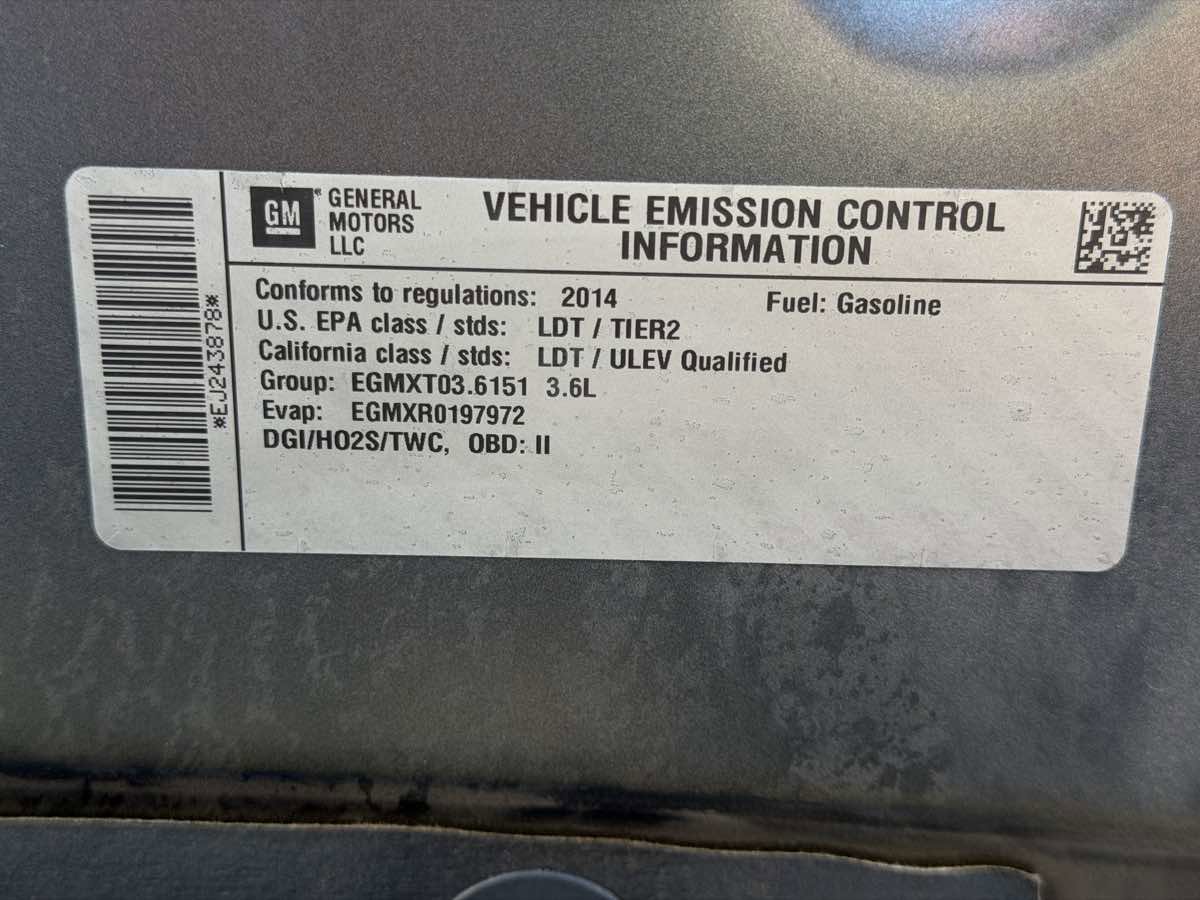 GM
GENERAL
MOTORS
LLC
VEHICLE EMISSION CONTROL
INFORMATION
*EJ243878*
Conforms to regulations: 2014 Fuel: Gasoline
U.S. EPA class / stds: LDT / TIER2
California class / stds: LDT / ULEV Qualified
Group: EGMXT03.6151 3.6L
Evap: EGMXR0197972
DGI/HO2S/TWC, OBD: II